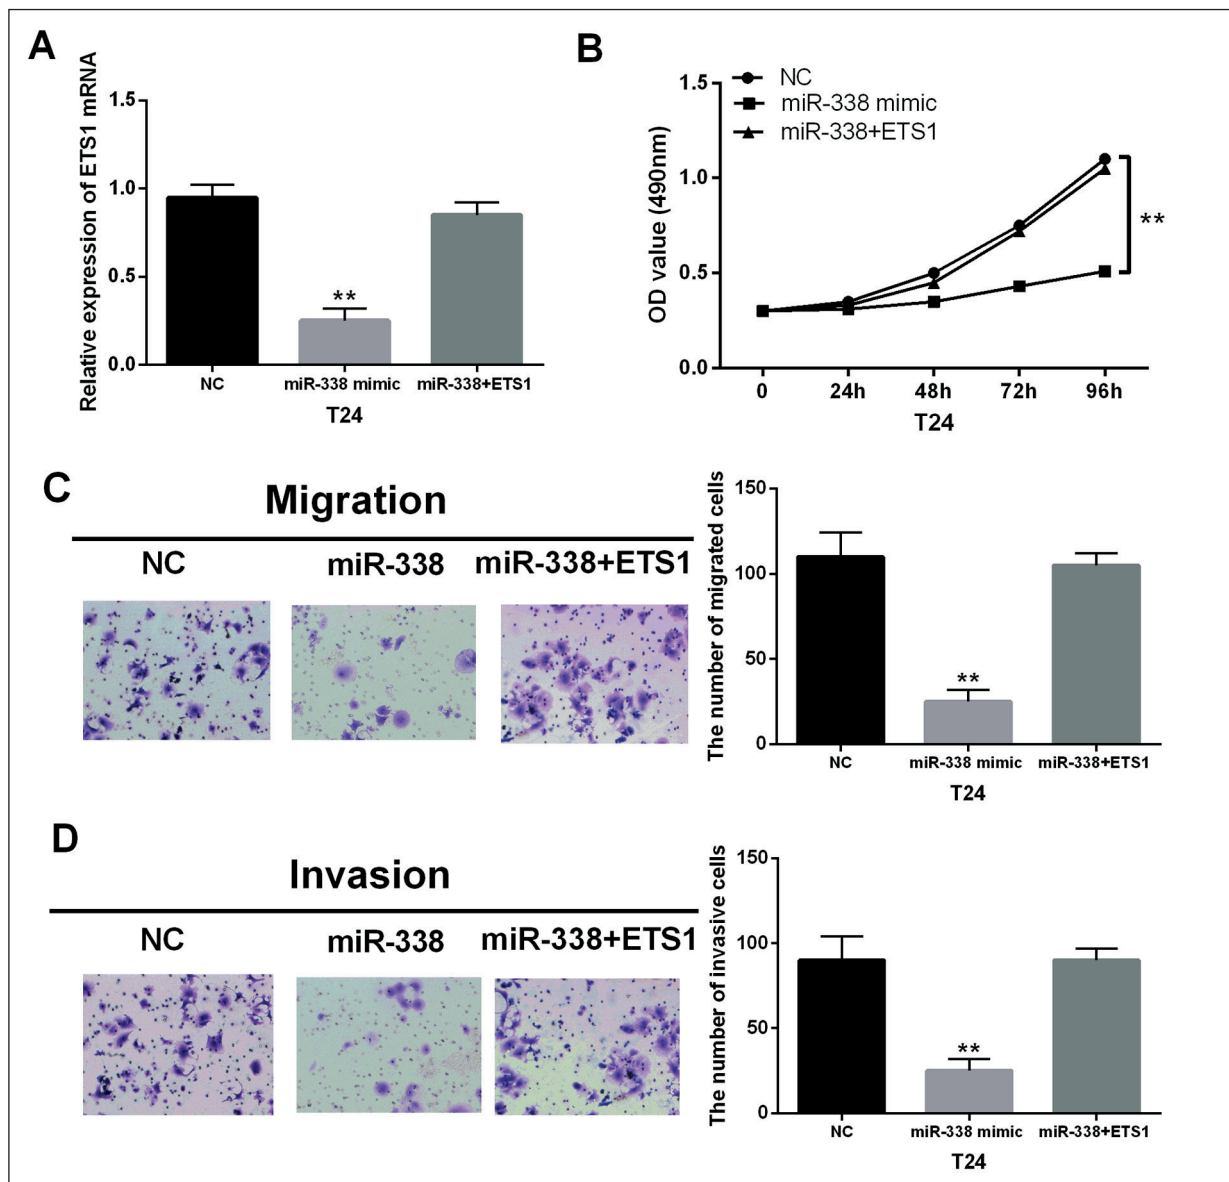 A
Relative expression of ETS1 mRNA
1.5
1.0
0.5
0.0
**
NC
miR-338 mimic
miR-338+ETS1
T24
B
OD value (490nm)
1.5
1.0
0.5
0.0
NC
miR-338 mimic
miR-338+ETS1
**
0
24h
48h
72h
96h
T24
C
Migration
NC
miR-338
miR-338+ETS1
The number of migrated cells
150
100
50
0
**
NC
miR-338 mimic
miR-338+ETS1
T24
D
Invasion
NC
miR-338
miR-338+ETS1
The number of invasive cells
150
100
50
0
**
NC
miR-338 mimic
miR-338+ETS1
T24